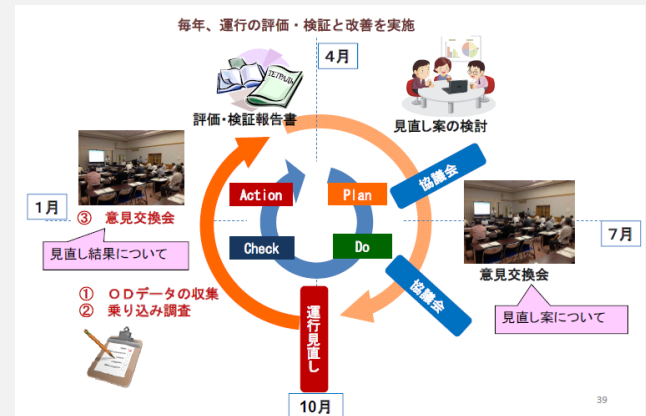 毎年、運行の評価・検証と改善を実施
4月
ТЕТРАДЬ
評価・検証報告書
見直し案の検討
協議会
Action
Plan
1月
③ 意見交換会
見直し結果について
7月
Check
Do
意見交換会
協議会
見直し案について
① ODデータの収集
② 乗り込み調査
運行見直し
10月
39